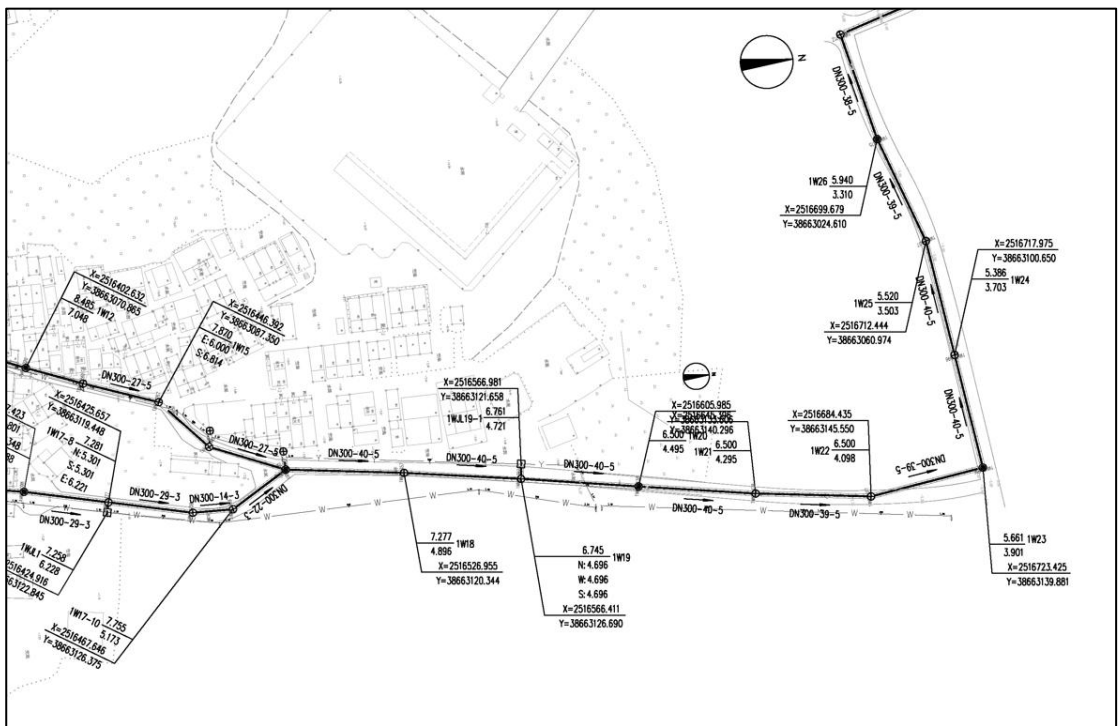 N
DN300-38-5
1W26 5.940
3.310
X=2516699.679
Y=38663024.610
DN300-39-5
X=2516717.975
Y=38663100.650
5.386 1W24
3.703
1W25 5.520
3.503
X=2516712.444
Y=38663060.974
DN300-40-5
DN300-40-5
X=2516402.632
Y=38663070.865
8.485 1W12
7.048
X=2516446.392
Y=38663087.350
7.870 1W15
E:6.000
S:6.814
DN300-27-5
DN300-27-5
X=2516425.657
Y=38663119.448
1W17-8 7.281
N:5.301
S:5.301
E:6.221
X=2516566.981
Y=38663121.658
1WJL19-1 6.761
4.721
X=2516605.985
Y=38663140.296
6.500 1W20
4.495
1W21 6.500
4.295
X=2516684.435
Y=38663145.550
1W22 6.500
4.098
DN300-40-5
DN300-40-5
DN300-40-5
DN300-40-5
DN300-39-5
DN300-39-5
DN300-29-3
DN300-29-3
DN300-14-3
DN300-22-3
1WJL1 7.258
6.228
1W17-10 7.755
5.173
X=2516467.646
Y=38663126.375
7.277 1W18
4.896
X=2516526.955
Y=38663120.344
6.745 1W19
N:4.696
W:4.696
S:4.696
X=2516566.411
Y=38663126.690
5.661 1W23
3.901
X=2516723.425
Y=38663139.881